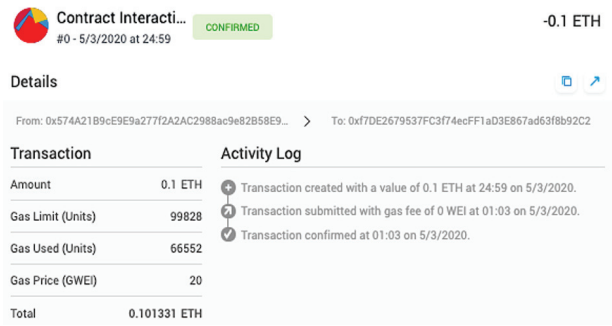 Contract Interacti... CONFIRMED -0.1 ETH
#0 - 5/3/2020 at 24:59
Details
From: 0x574A21B9cE9E9a277f2A2AC2988ac9e82B58E9... > To: 0xf7DE2679537FC3f74ecFF1aD3E867ad63f8b92C2
Transaction
Amount 0.1 ETH
Gas Limit (Units) 99828
Gas Used (Units) 66552
Gas Price (GWEI) 20
Total 0.101331 ETH
Activity Log
Transaction created with a value of 0.1 ETH at 24:59 on 5/3/2020.
Transaction submitted with gas fee of 0 WEI at 01:03 on 5/3/2020.
Transaction confirmed at 01:03 on 5/3/2020.